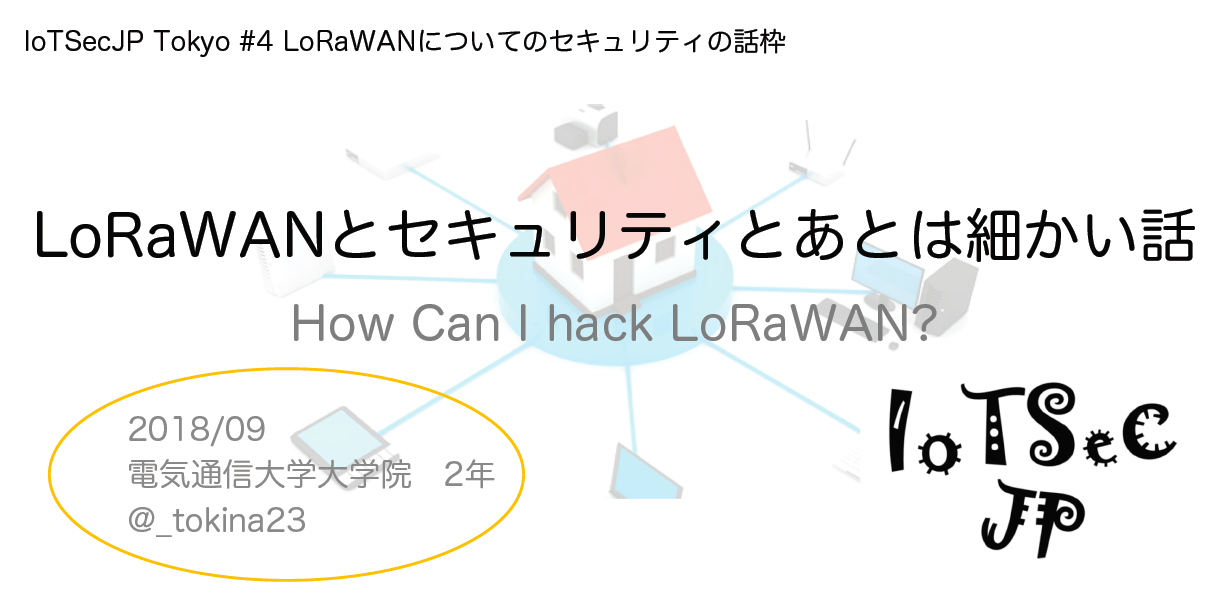 IoTSecJP Tokyo #4 LoRaWANについてのセキュリティの話枠
LoRaWANとセキュリティとあとは細かい話
How Can I hack LoRaWAN?
2018/09
電気通信大学大学院　2年
@_tokina23
IoTSeC
JP